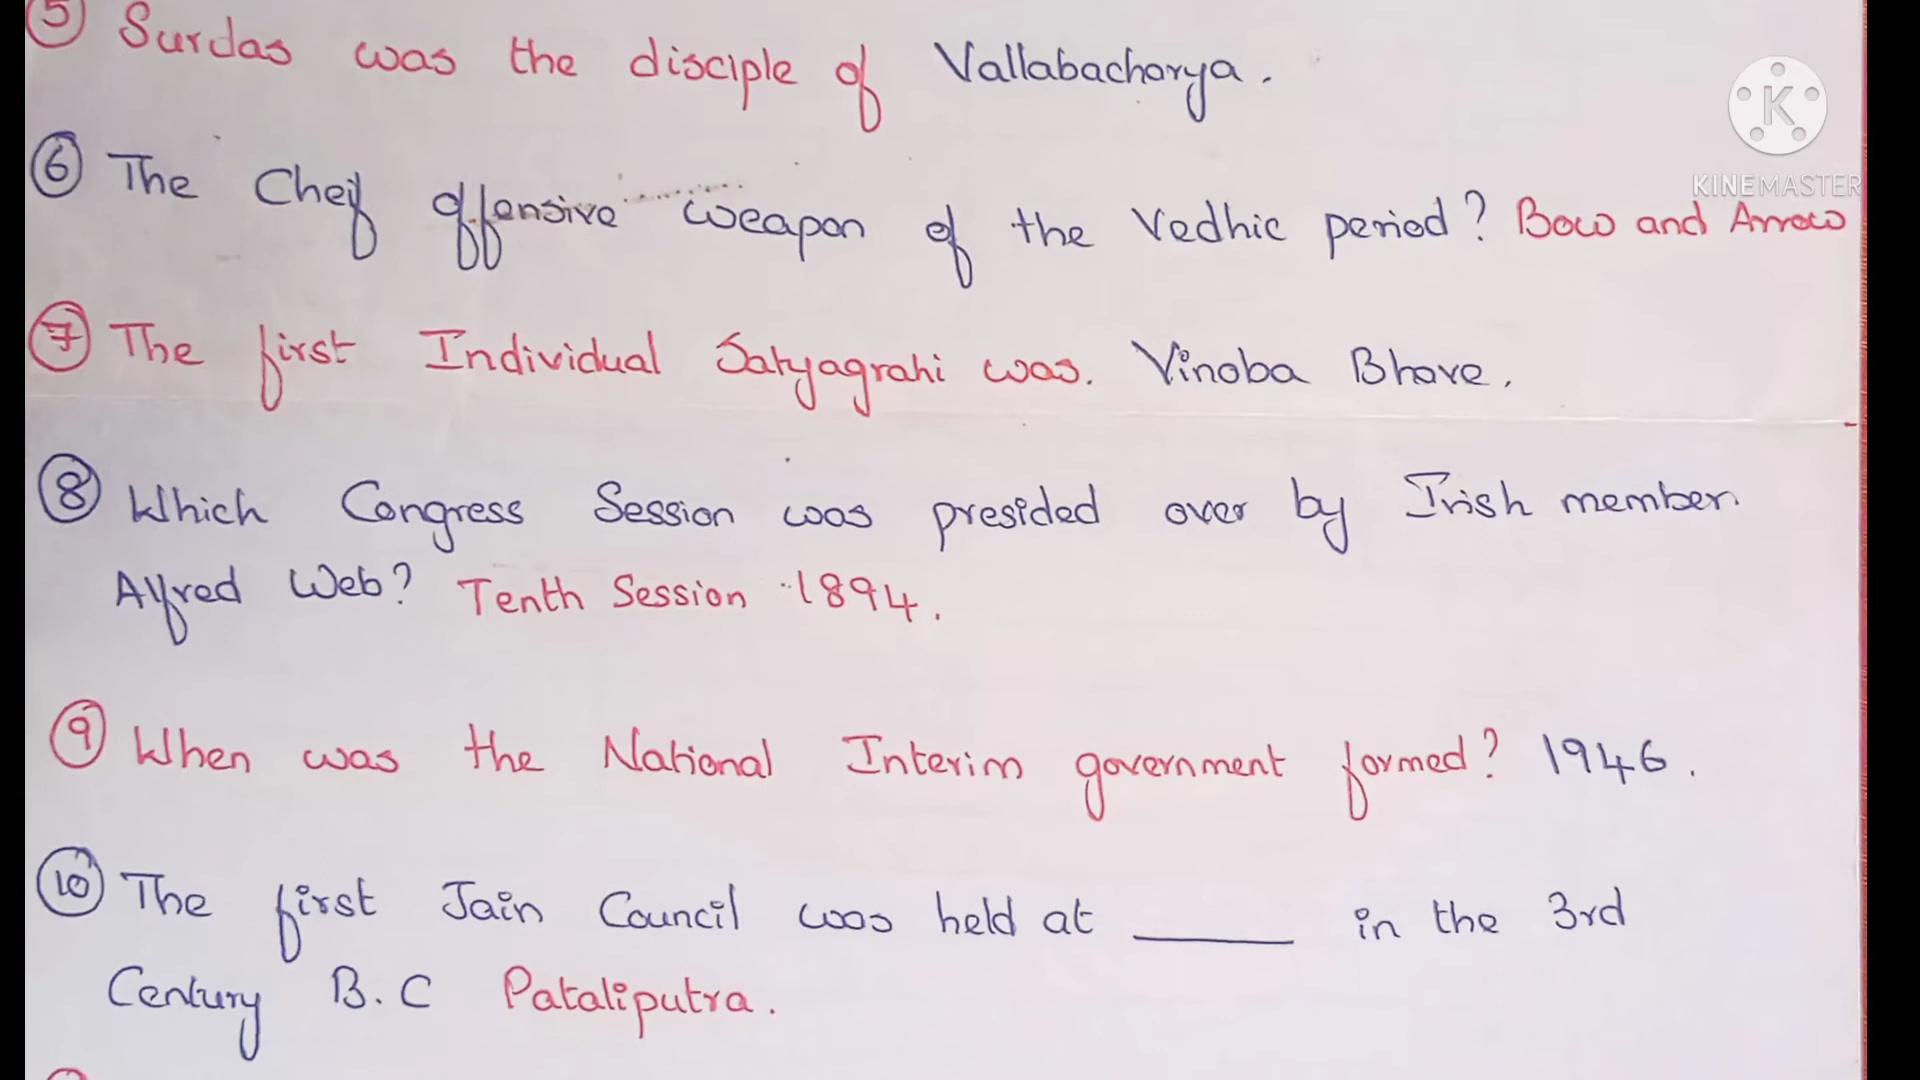 5 Surdas was the disciple of Vallabacharya.
6 The Cheif offensive weapon of the Vedhic period? Bow and Arrow
7 The first Individual Satyagrahi was. Vinoba Bhave.
8 Which Congress Session was presided over by Irish member
Alfred Web? Tenth Session 1894.
9 When was the National Interim government formed? 1946.
10 The first Jain Council was held at ______ in the 3rd
Century B.C Pataliputra.
K
KINEMASTER